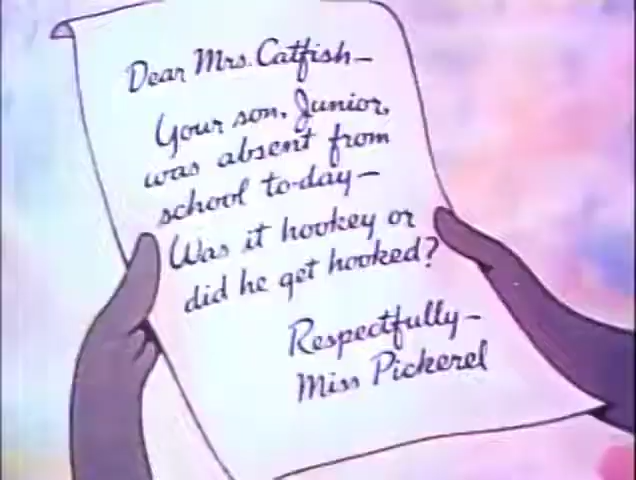 Dear Mrs. Catfish—
Your son, Junior,
was absent from
school to-day—
Was it hookey or
did he get hooked?
Respectfully—
Miss Pickerel